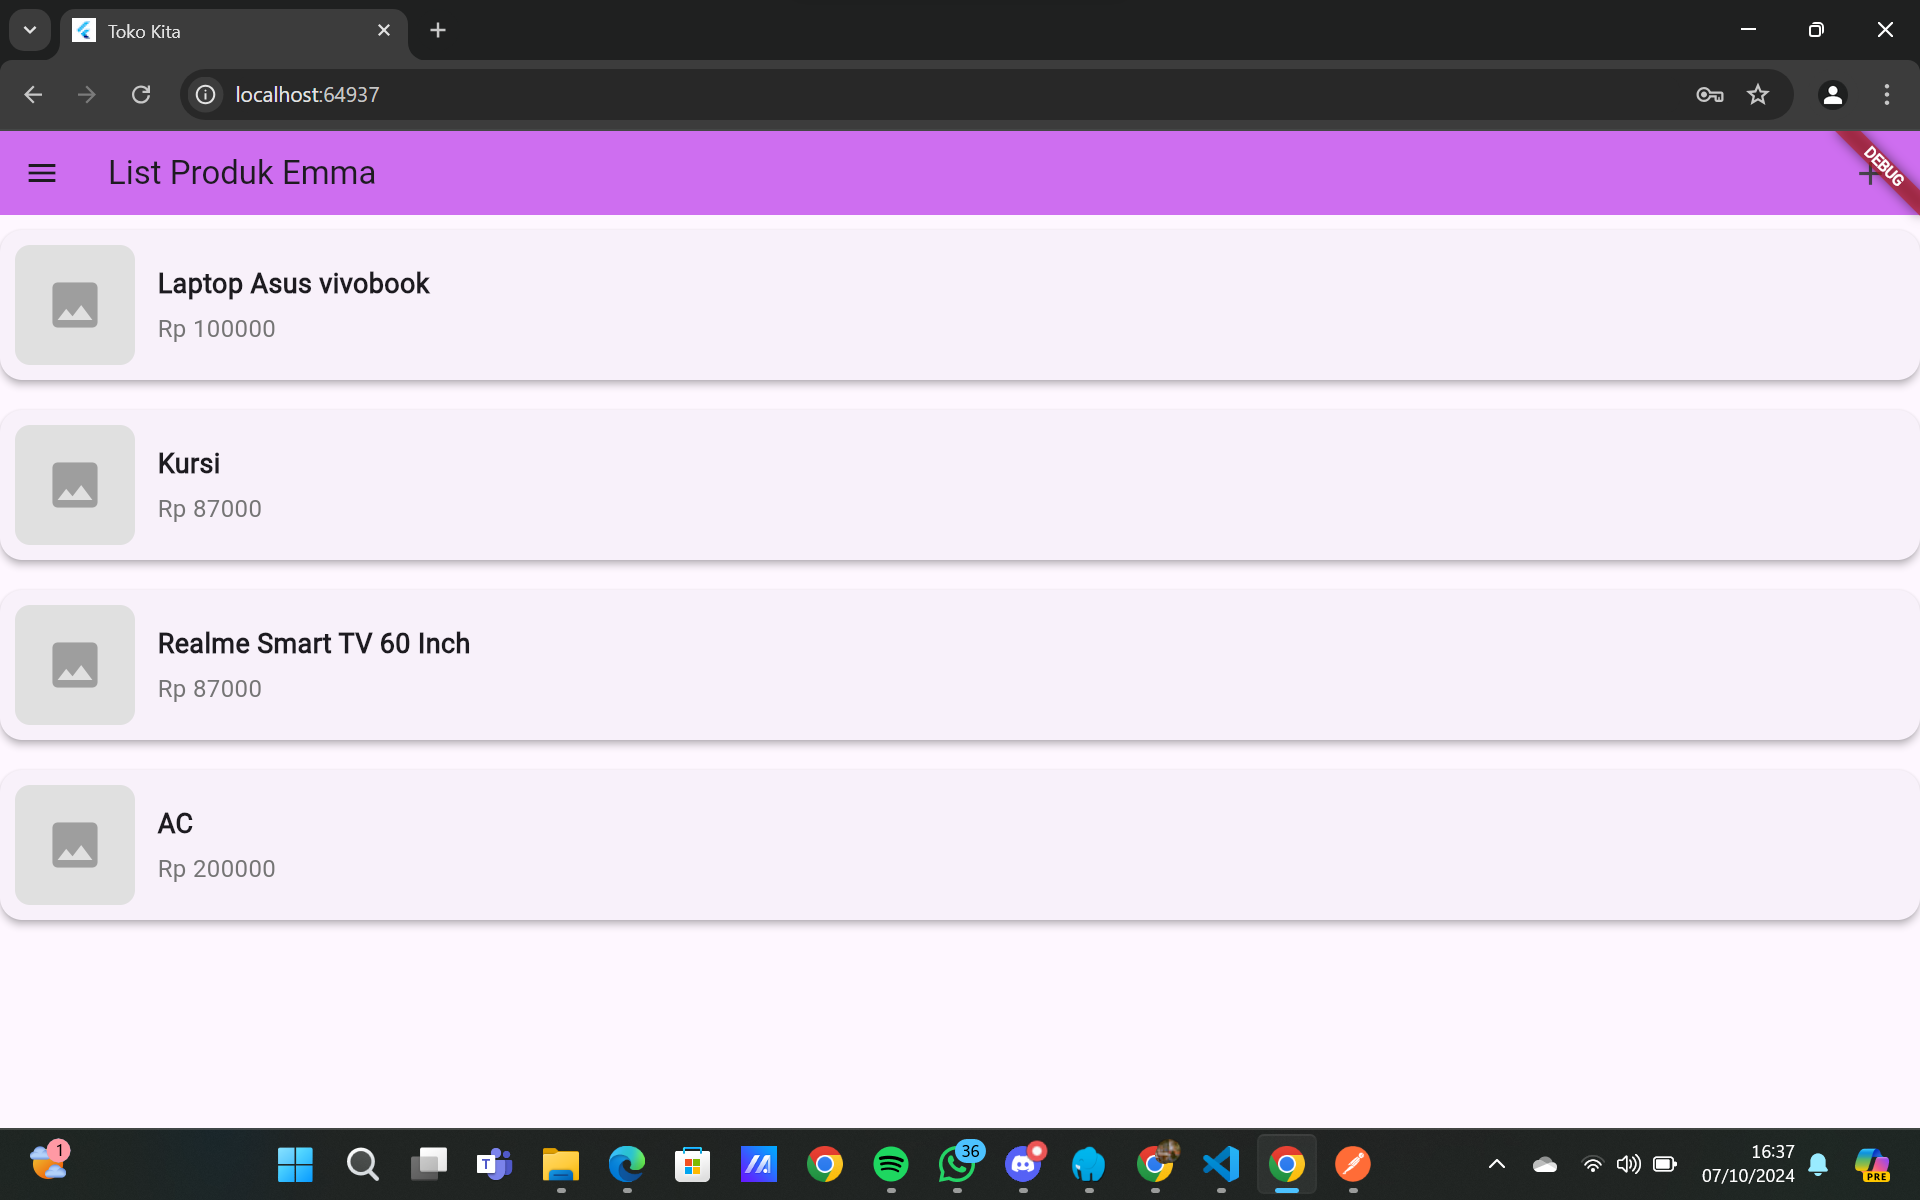 Toko Kita
localhost:64937
List Produk Emma
DEBUG
Laptop Asus vivobook
Rp 100000
Kursi
Rp 87000
Realme Smart TV 60 Inch
Rp 87000
AC
Rp 200000
1
T
36
16:37
07/10/2024
PRE